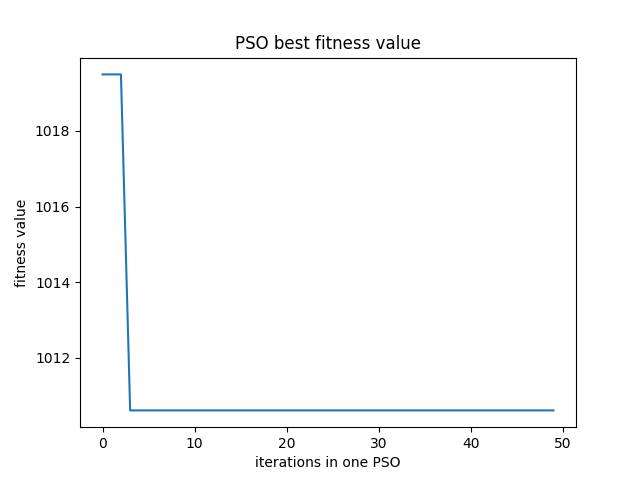 PSO best fitness value
fitness value
1018
1016
1014
1012
0 10 20 30 40 50
iterations in one PSO